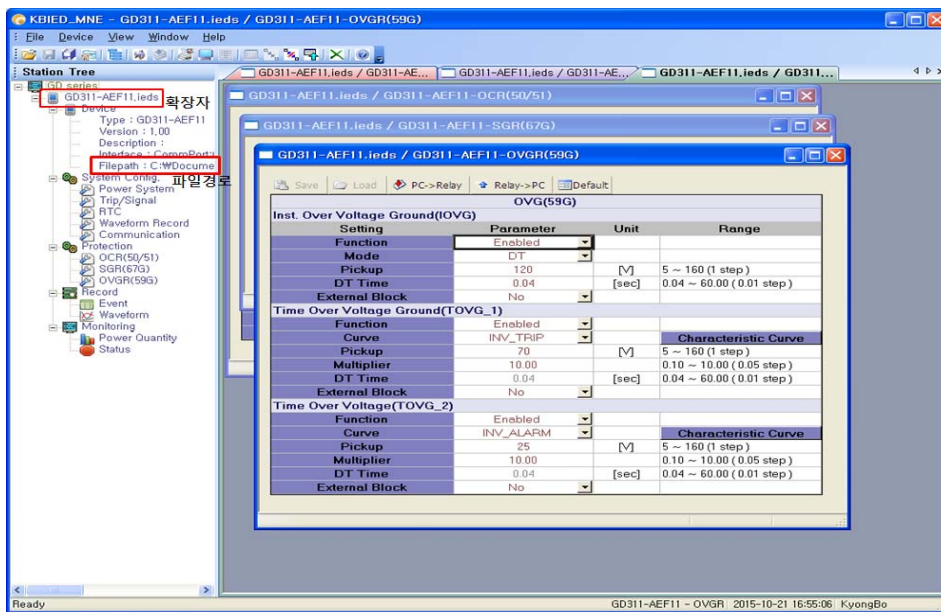 KBIED_MNE - GD311-AEF11.ieds / GD311-AEF11-OVGR(59G)
File Device View Window Help
Station Tree
GD311-AEF11.ieds / GD311-AE... GD311-AEF11.ieds / GD311-AE... GD311-AEF11.ieds / GD311...
GD series
GD311-AEF11.ieds 확장자
Device
Type : GD311-AEF11
Version : 1.00
Description :
Interface : CommPort:
Filepath : C:₩Docume
파일경로
System Config.
Power System
Trip/Signal
RTC
Waveform Record
Communication
Protection
OCR(50/51)
SGR(67G)
OVGR(59G)
Record
Event
Waveform
Monitoring
Power Quantity
Status
GD311-AEF11.ieds / GD311-AEF11-OCR(50/51)
GD311-AEF11.ieds / GD311-AEF11-SGR(67G)
GD311-AEF11.ieds / GD311-AEF11-OVGR(59G)
Save Load PC->Relay Relay->PC Default
OVG(59G)
Inst. Over Voltage Ground(IOVG)
Setting Parameter Unit Range
Function Enabled
Mode DT
Pickup 120 [V] 5 ~ 160 (1 step)
DT Time 0.04 [sec] 0.04 ~ 60.00 (0.01 step)
External Block No
Time Over Voltage Ground(TOVG_1)
Function Enabled
Curve INV_TRIP Characteristic Curve
Pickup 70 [V] 5 ~ 160 (1 step)
Multiplier 10.00 0.10 ~ 10.00 (0.05 step)
DT Time 0.04 [sec] 0.04 ~ 60.00 (0.01 step)
External Block No
Time Over Voltage(TOVG_2)
Function Enabled
Curve INV_ALARM Characteristic Curve
Pickup 25 [V] 5 ~ 160 (1 step)
Multiplier 10.00 0.10 ~ 10.00 (0.05 step)
DT Time 0.04 [sec] 0.04 ~ 60.00 (0.01 step)
External Block No
Ready
GD311-AEF11 - OVGR 2015-10-21 16:55:06 KyongBo